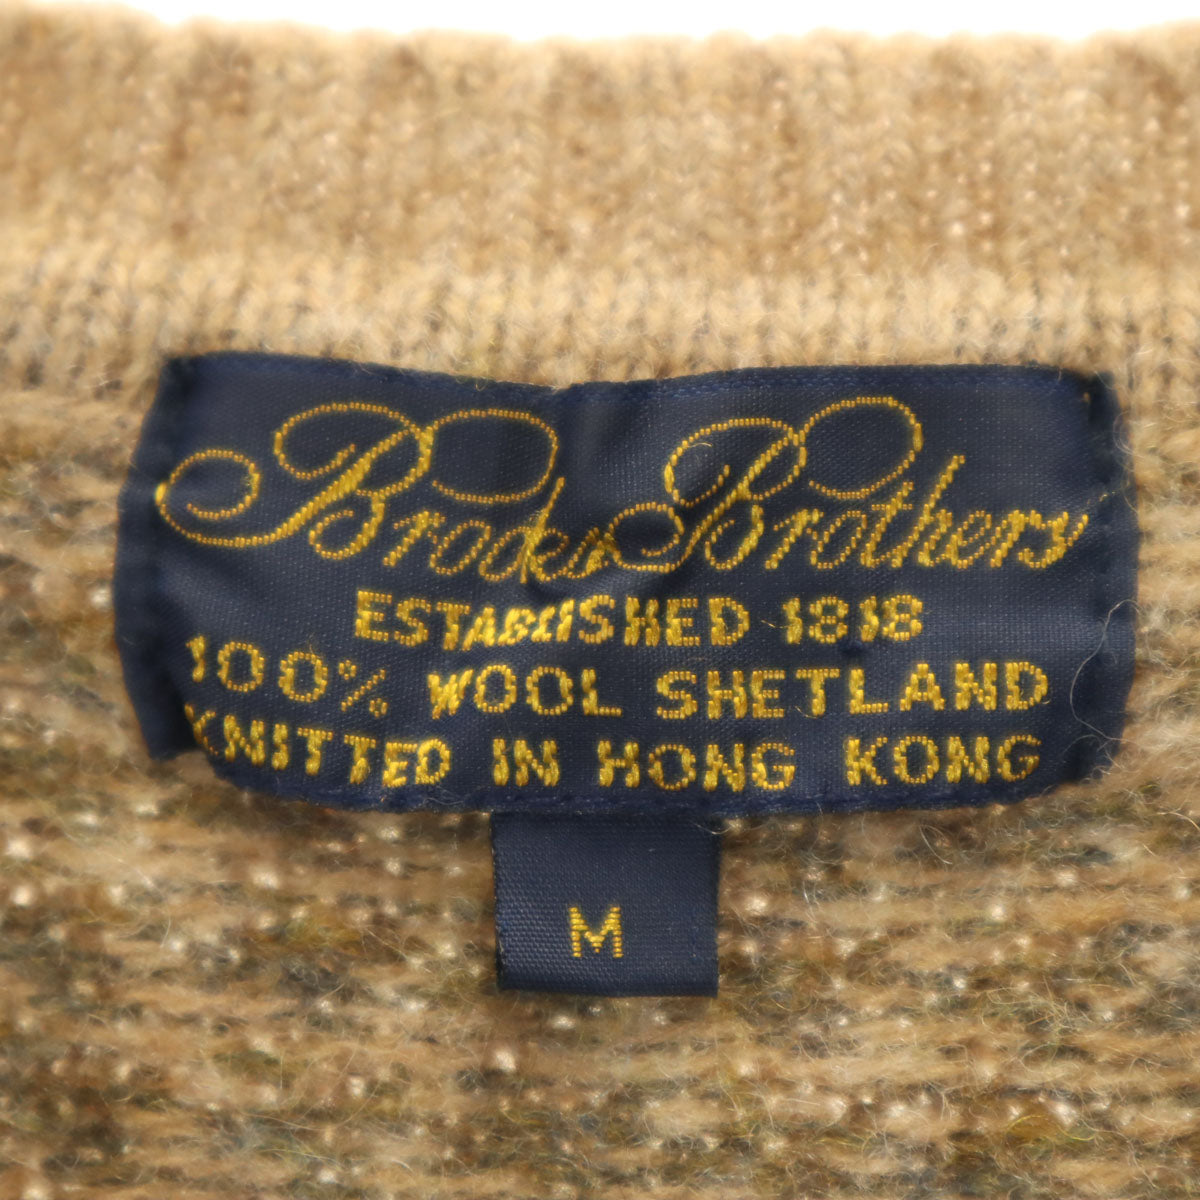 Brooks Brothers
ESTABLISHED 1818
100% WOOL SHETLAND
KNITTED IN HONG KONG
M